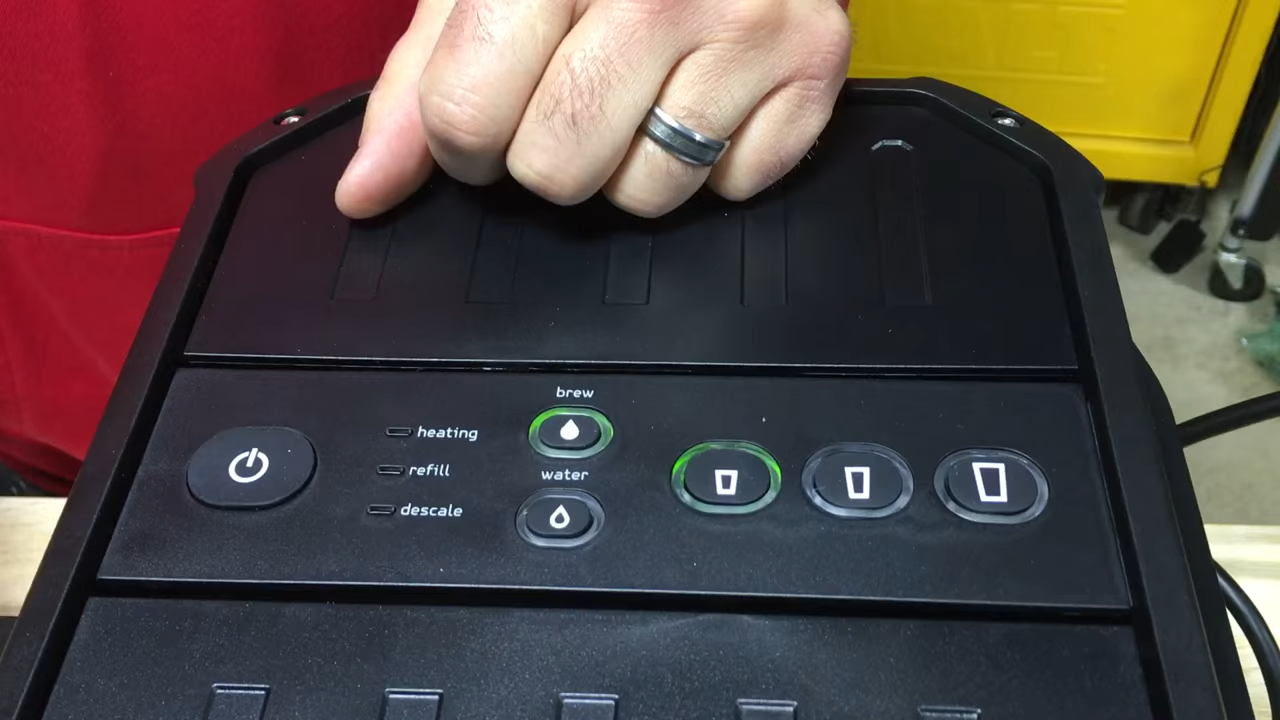 brew
heating
refill
water
descale